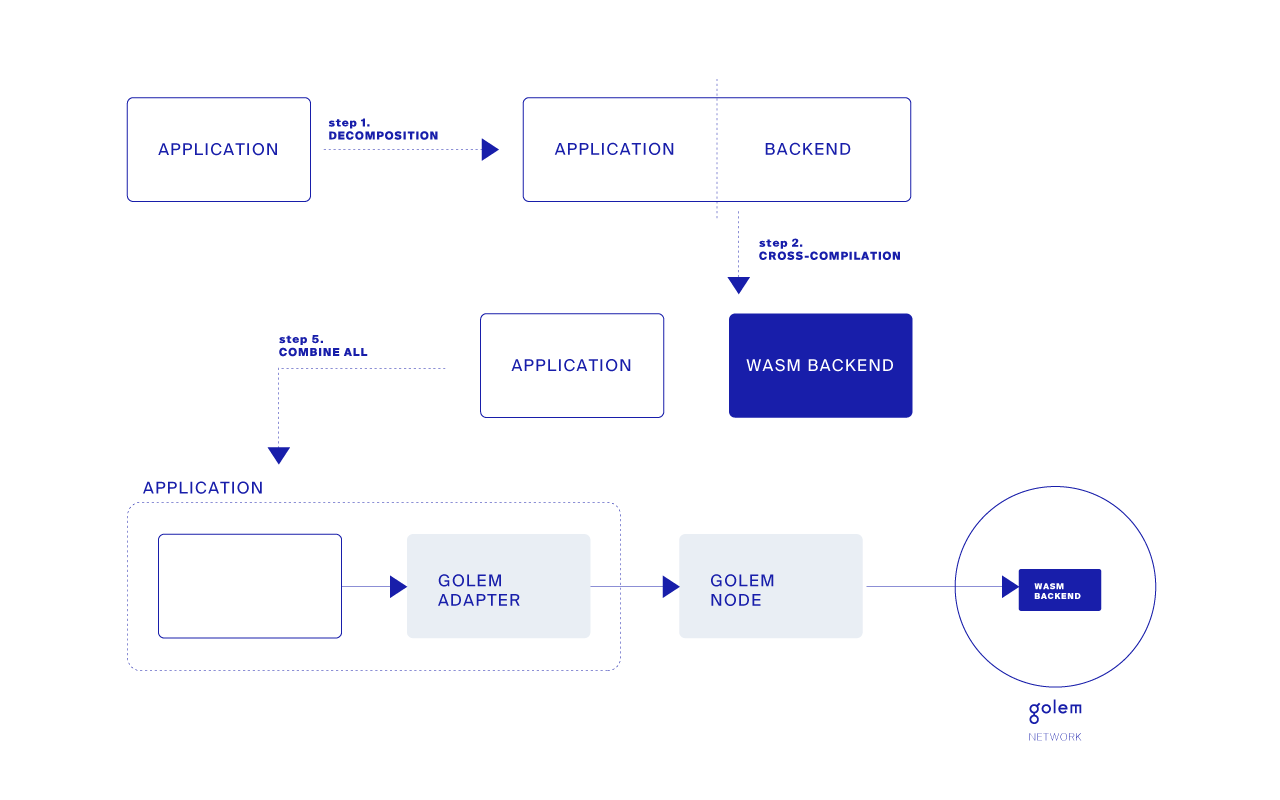 step 1.
DECOMPOSITION
APPLICATION
APPLICATION
BACKEND
step 2.
CROSS-COMPILATION
step 5.
COMBINE ALL
APPLICATION
WASM BACKEND
APPLICATION
GOLEM
ADAPTER
GOLEM
NODE
WASM
BACKEND
golem
NETWORK